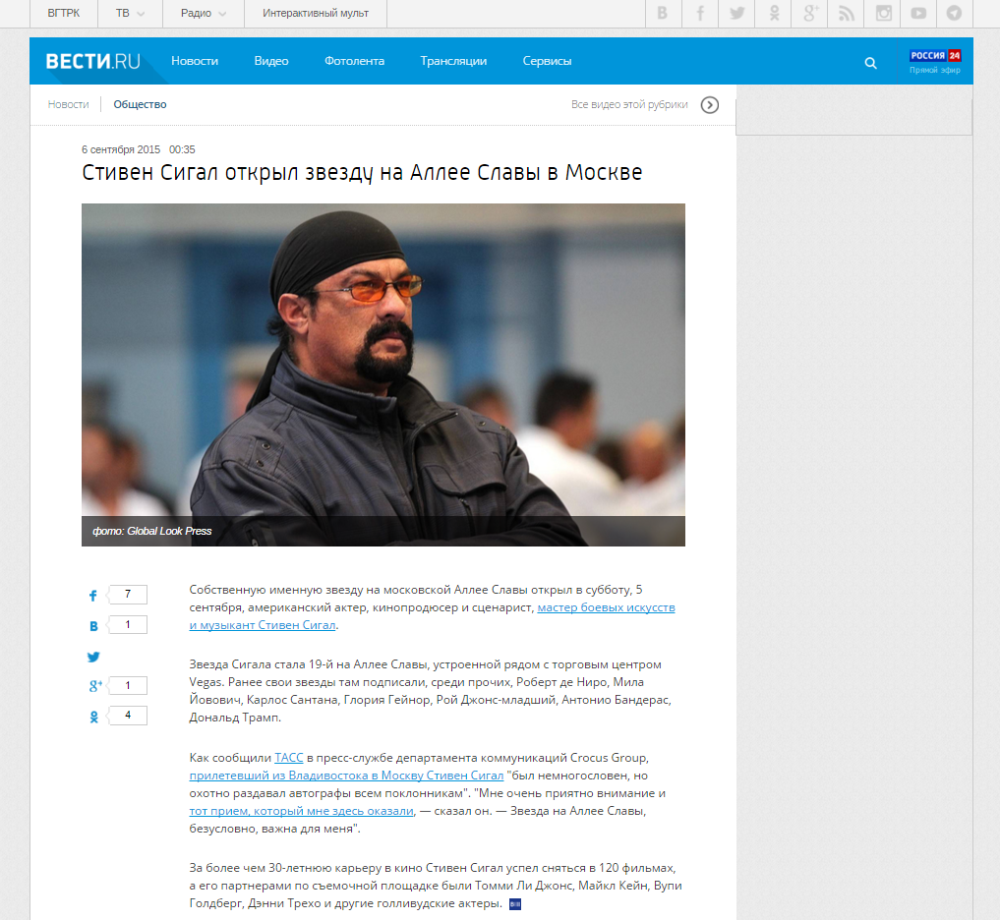 ВГТРК
ТВ
Радио
Интерактивный мульт
ВЕСТИ.RU
Новости
Видео
Фотолента
Трансляции
Сервисы
РОССИЯ 24
Прямой эфир
Новости
Общество
Все видео этой рубрики
6 сентября 2015 00:35
Стивен Сигал открыл звезду на Аллее Славы в Москве
фото: Global Look Press
7
1
1
4
Собственную именную звезду на московской Аллее Славы открыл в субботу, 5
сентября, американский актер, кинопродюсер и сценарист, мастер боевых искусств
и музыкант Стивен Сигал.
Звезда Сигала стала 19-й на Аллее Славы, устроенной рядом с торговым центром
Vegas. Ранее свои звезды там подписали, среди прочих, Роберт де Ниро, Мила
Йовович, Карлос Сантана, Глория Гейнор, Рой Джонс-младший, Антонио Бандерас,
Дональд Трамп.
Как сообщили ТАСС в пресс-службе департамента коммуникаций Crocus Group,
прилетевший из Владивостока в Москву Стивен Сигал "был немногословен, но
охотно раздавал автографы всем поклонникам". "Мне очень приятно внимание и
тот прием, который мне здесь оказали, — сказал он. — Звезда на Аллее Славы,
безусловно, важна для меня".
За более чем 30-летнюю карьеру в кино Стивен Сигал успел сняться в 120 фильмах,
а его партнерами по съемочной площадке были Томми Ли Джонс, Майкл Кейн, Вупи
Голдберг, Дэнни Трехо и другие голливудские актеры.